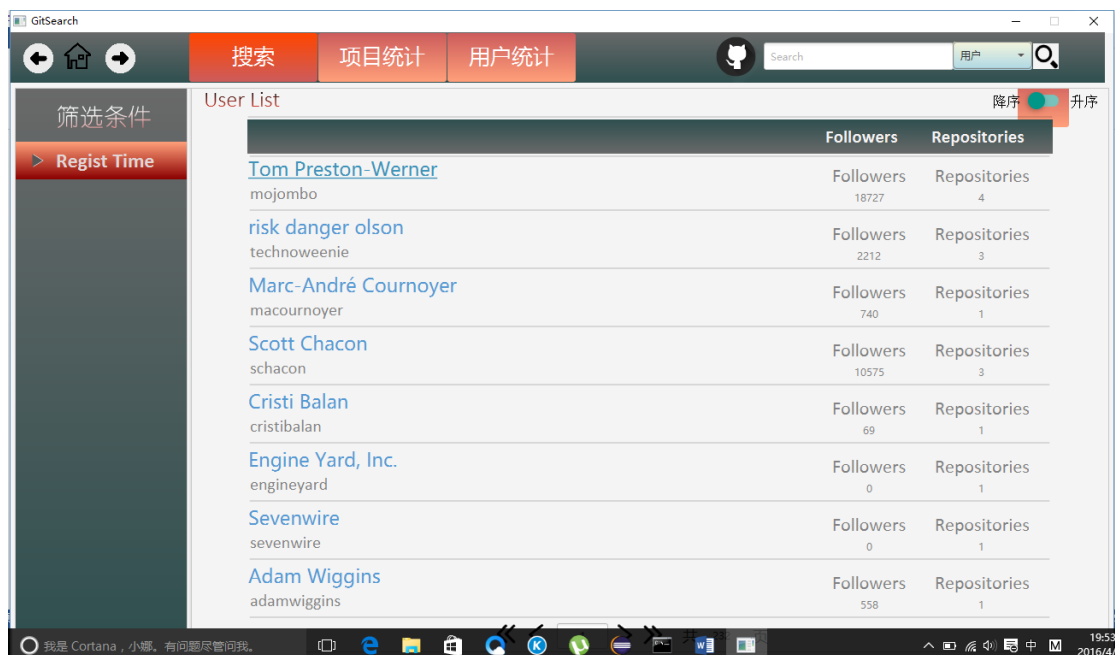 GitSearch
搜索 项目统计 用户统计 Search 用户
筛选条件
Regist Time
User List 降序 升序
Followers Repositories
Tom Preston-Werner Followers Repositories
mojombo 18727 4
risk danger olson Followers Repositories
technoweenie 2212 3
Marc-André Cournoyer Followers Repositories
macournoyer 740 1
Scott Chacon Followers Repositories
schacon 10575 3
Cristi Balan Followers Repositories
cristibalan 69 1
Engine Yard, Inc. Followers Repositories
engineyard 0 1
Sevenwire Followers Repositories
sevenwire 0 1
Adam Wiggins Followers Repositories
adamwiggins 558 1
我是 Cortana，小娜。有问题尽管问我。 中 M 19:53
2016/4/